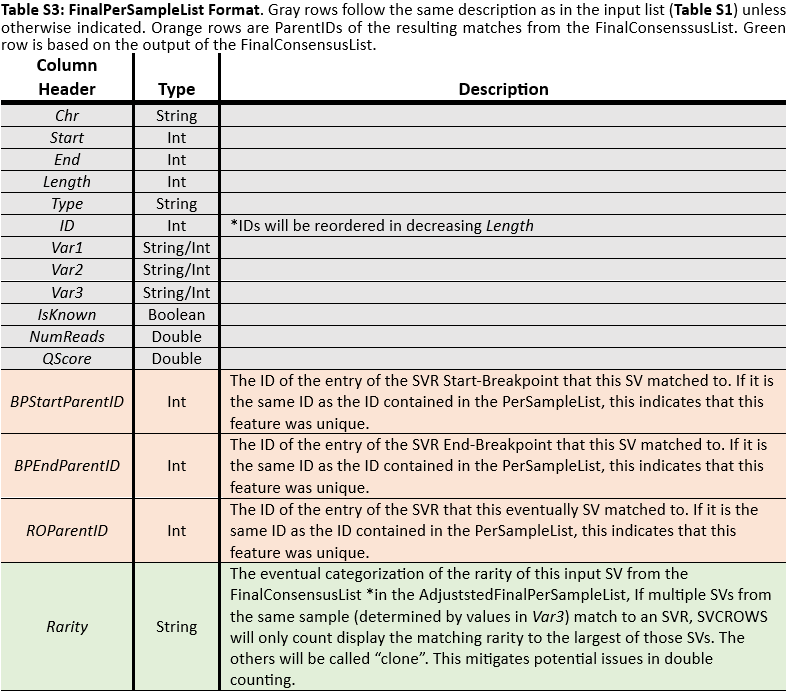 Table S3: FinalPerSampleList Format. Gray rows follow the same description as in the input list (Table S1) unless
otherwise indicated. Orange rows are ParentIDs of the resulting matches from the FinalConsenssusList. Green
row is based on the output of the FinalConsensusList.
Column
Header Type Description
Chr String
Start Int
End Int
Length Int
Type String
ID Int *IDs will be reordered in decreasing Length
Var1 String/Int
Var2 String/Int
Var3 String/Int
IsKnown Boolean
NumReads Double
QScore Double
The ID of the entry of the SVR Start-Breakpoint that this SV matched to. If it is
BPStartParentID Int the same ID as the ID contained in the PerSampleList, this indicates that this
feature was unique.
The ID of the entry of the SVR End-Breakpoint that this SV matched to. If it is
BPEndParentID Int the same ID as the ID contained in the PerSampleList, this indicates that this
feature was unique.
The ID of the entry of the SVR that this eventually SV matched to. If it is the
ROParentID Int same ID as the ID contained in the PerSampleList, this indicates that this
feature was unique.
The eventual categorization of the rarity of this input SV from the
FinalConsensusList *in the AdjuststedFinalPerSampleList, If multiple SVs from
the same sample (determined by values in Var3) match to an SVR, SVCROWS
Rarity String will only count display the matching rarity to the largest of those SVs. The
others will be called “clone”. This mitigates potential issues in double
counting.